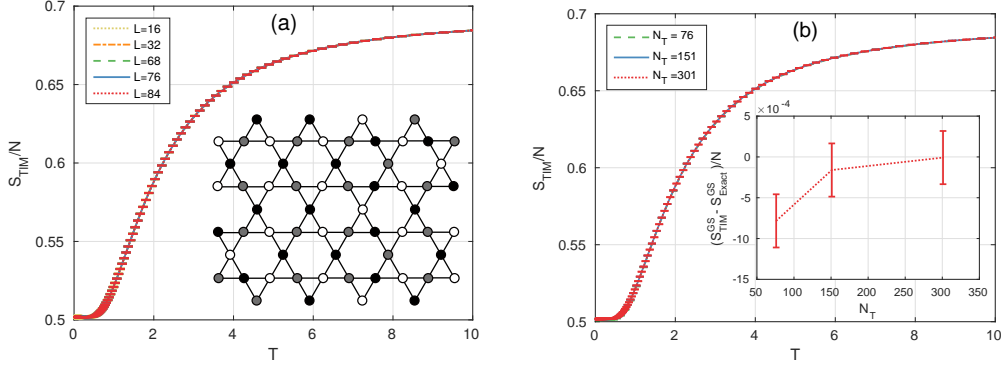 (a)
L=16
L=32
L=68
L=76
L=84
0.7
0.65
0.6
0.55
0.5
S_TIM/N
0 2 4 6 8 10
T
(b)
N_T = 76
N_T =151
N_T =301
0.7
0.65
0.6
0.55
0.5
S_TIM/N
0 2 4 6 8 10
T
×10^-4
5
0
-5
-10
-15
(S^GS_TIM - S^GS_Exact)/N
50 100 150 200 250 300 350
N_T